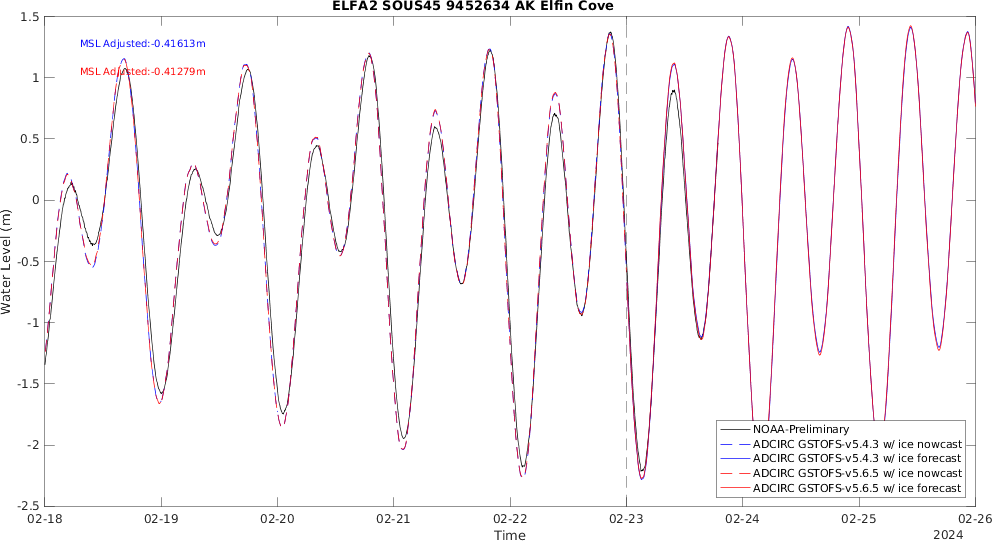 ELFA2 SOUS45 9452634 AK Elfin Cove
MSL Adjusted:-0.41613m
MSL Adjusted:-0.41279m
1.5
1
0.5
0
-0.5
-1
-1.5
-2
-2.5
Water Level (m)
NOAA-Preliminary
ADCIRC GSTOFS-v5.4.3 w/ ice nowcast
ADCIRC GSTOFS-v5.4.3 w/ ice forecast
ADCIRC GSTOFS-v5.6.5 w/ ice nowcast
ADCIRC GSTOFS-v5.6.5 w/ ice forecast
02-18 02-19 02-20 02-21 02-22 02-23 02-24 02-25 02-26
Time
2024